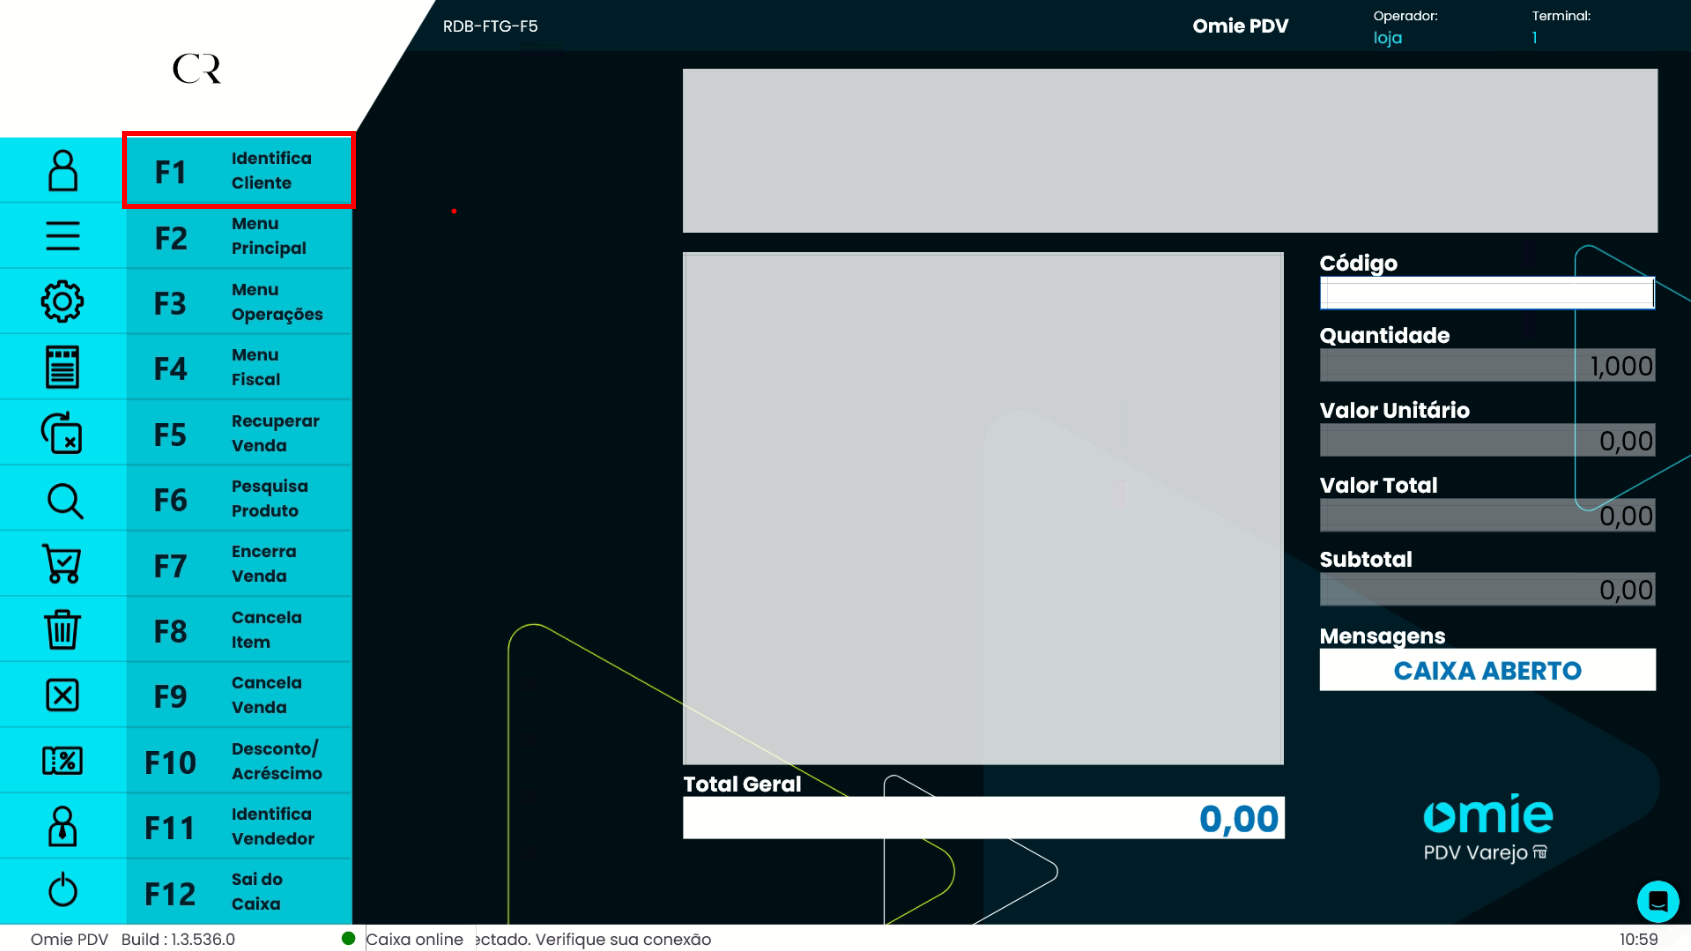 RDB-FTG-F5
Omie PDV
Operador:
loja
Terminal:
1
CR
F1 Identifica
Cliente
F2 Menu
Principal
F3 Menu
Operações
F4 Menu
Fiscal
F5 Recuperar
Venda
F6 Pesquisa
Produto
F7 Encerra
Venda
F8 Cancela
Item
F9 Cancela
Venda
F10 Desconto/
Acréscimo
F11 Identifica
Vendedor
F12 Sai do
Caixa
Código
Quantidade
1,000
Valor Unitário
0,00
Valor Total
0,00
Subtotal
0,00
Mensagens
CAIXA ABERTO
Total Geral
0,00
omie
PDV Varejo
Omie PDV Build : 1.3.536.0 Caixa online ectado. Verifique sua conexão 10:59